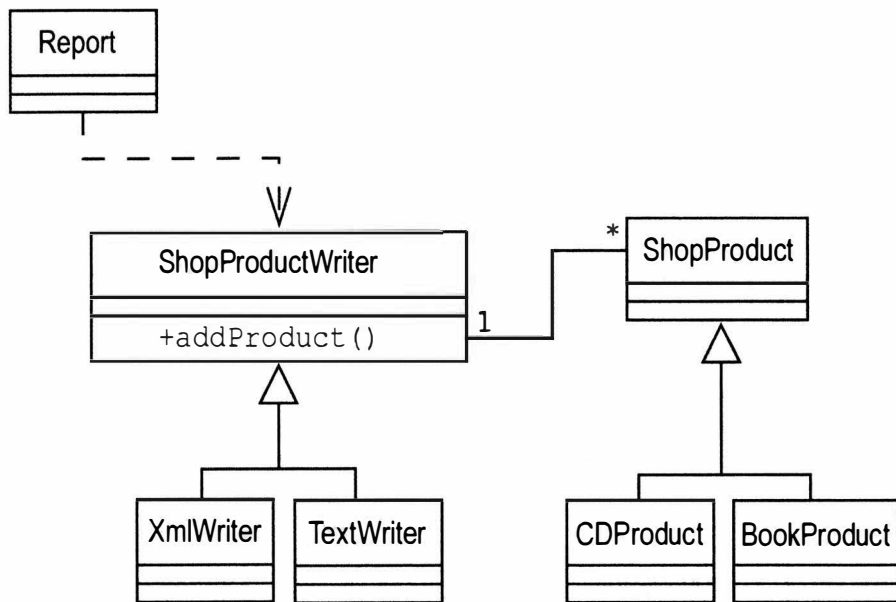 Report
ShopProductWriter
+addProduct()
1
*
ShopProduct
XmlWriter
TextWriter
CDProduct
BookProduct